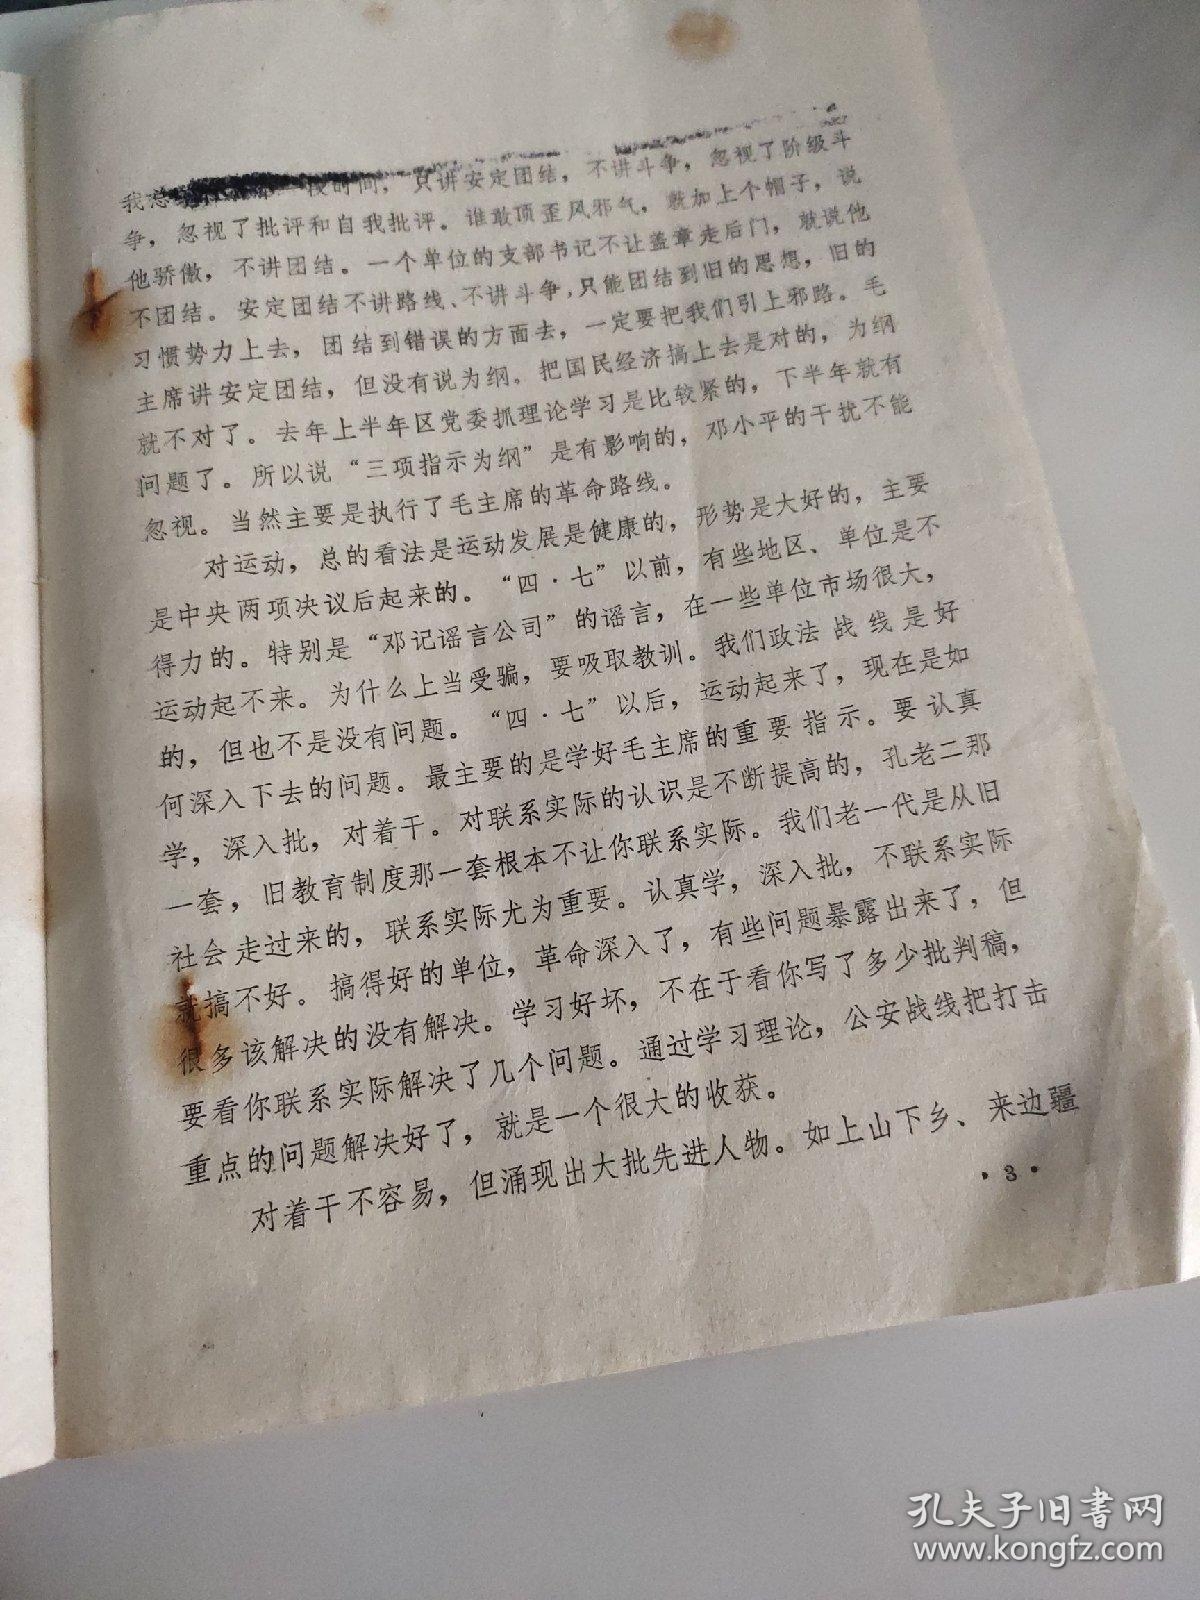 我总 段时间，只讲安定团结，不讲斗争，忽视了阶级斗
争，忽视了批评和自我批评。谁敢顶歪风邪气，就加上个帽子，说
他骄傲，不讲团结。一个单位的支部书记不让盖章走后门，就说他
不团结。安定团结不讲路线、不讲斗争，只能团结到旧的思想，旧的
习惯势力上去，团结到错误的方面去，一定要把我们引上邪路。毛
主席讲安定团结，但没有说为纲。把国民经济搞上去是对的，为纲
就不对了。去年上半年区党委抓理论学习是比较紧的，下半年就有
问题了。所以说“三项指示为纲”是有影响的，邓小平的干扰不能
忽视。当然主要是执行了毛主席的革命路线。
对运动，总的看法是运动发展是健康的，形势是大好的，主要
是中央两项决议后起来的。“四·七”以前，有些地区、单位是不
得力的。特别是“邓记谣言公司”的谣言，在一些单位市场很大，
运动起不来。为什么上当受骗，要吸取教训。我们政法战线是好
的，但也不是没有问题。“四·七”以后，运动起来了，现在是如
何深入下去的问题。最主要的是学好毛主席的重要指示。要认真
学，深入批，对着干。对联系实际的认识是不断提高的，孔老二那
一套，旧教育制度那一套根本不让你联系实际。我们老一代是从旧
社会走过来的，联系实际尤为重要。认真学，深入批，不联系实际
就搞不好。搞得好的单位，革命深入了，有些问题暴露出来了，但
很多该解决的没有解决。学习好坏，不在于看你写了多少批判稿，
要看你联系实际解决了几个问题。通过学习理论，公安战线把打击
重点的问题解决好了，就是一个很大的收获。
对着干不容易，但涌现出大批先进人物。如上山下乡、来边疆
·3·
孔夫子旧书网
www.kongfz.com